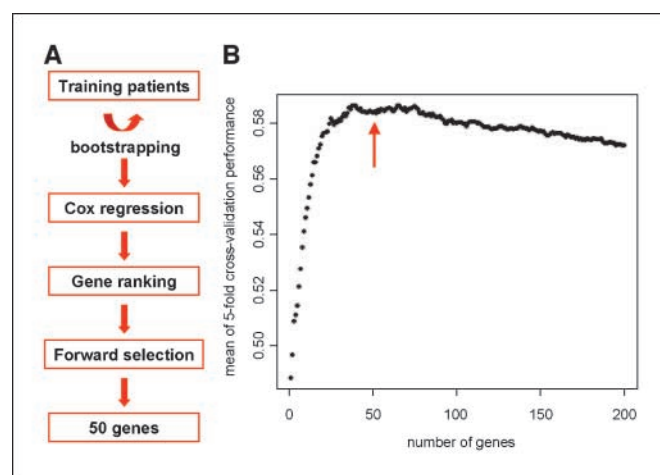 A
Training patients
bootstrapping
Cox regression
Gene ranking
Forward selection
50 genes
B
mean of 5-fold cross-validation performance
0.58
0.56
0.54
0.52
0.50
0
50
100
150
200
number of genes